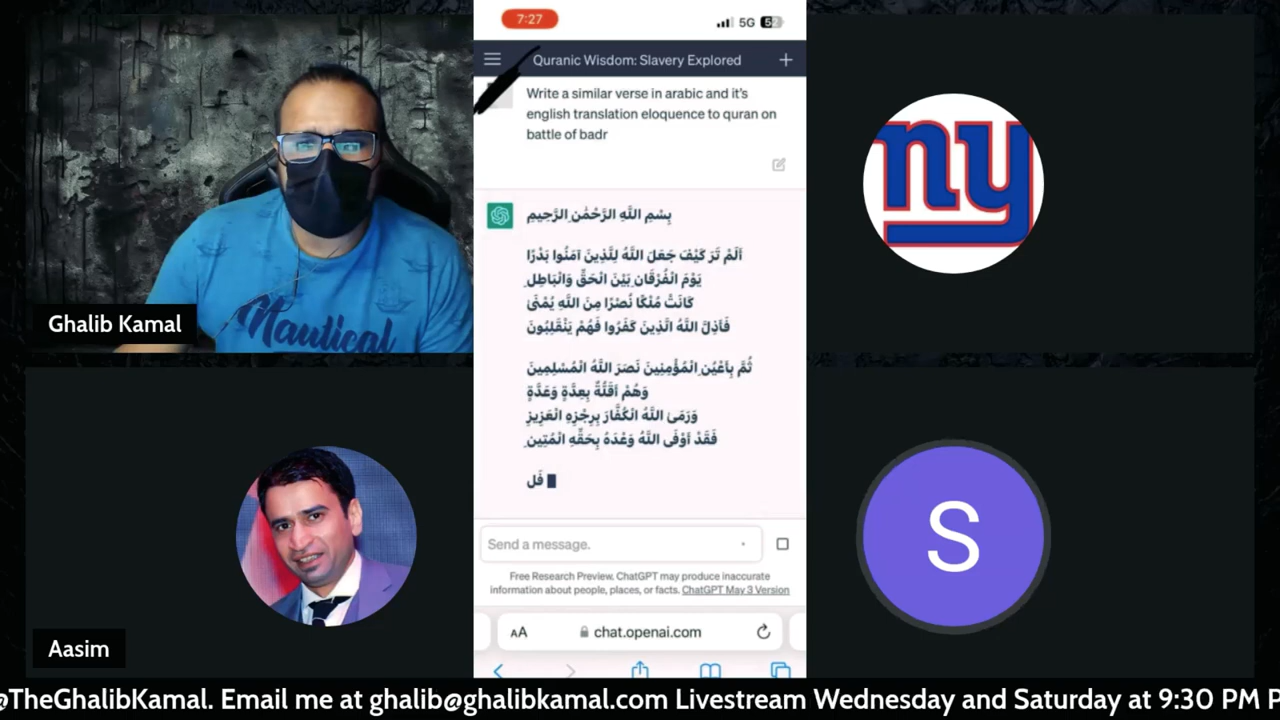 7:27
5G 52
Quranic Wisdom: Slavery Explored
Write a similar verse in arabic and it's
english translation eloquence to quran on
battle of badr
بِسْمِ اللَّهِ الرَّحْمَٰنِ الرَّحِيمِ
أَلَمْ تَرَ كَيْفَ جَعَلَ اللَّهُ لِلَّذِينَ آمَنُوا بَدْرًا
يَوْمَ الْفُرْقَانِ بَيْنَ الْحَقِّ وَالْبَاطِلِ
كَانَتْ مُلْكًا نُصْرًا مِنَ اللَّهِ يُمْنَىٰ
فَأَذِلَّ اللَّهُ الَّذِينَ كَفَرُوا فَهُمْ يَنْقَلِبُونَ
ثُمَّ بِأَعْيُنِ الْمُؤْمِنِينَ نَصَرَ اللَّهُ الْمُسْلِمِينَ
وَهُمْ أَقَلَّةٌ بِعِدَّةٍ وَعَدَّةٍ
وَرَمَى اللَّهُ الْكُفَّارَ بِرِجْزِهِ الْعَزِيزِ
فَقَدْ أَوْفَى اللَّهُ وَعْدَهُ بِحَقِّهِ الْمُتِينِ
فَل
Send a message.
Free Research Preview. ChatGPT may produce inaccurate
information about people, places, or facts. ChatGPT May 3 Version
AA chat.openai.com
Ghalib Kamal
Nautical
ny
Aasim
S
@TheGhalibKamal. Email me at ghalib@ghalibkamal.com Livestream Wednesday and Saturday at 9:30 PM P